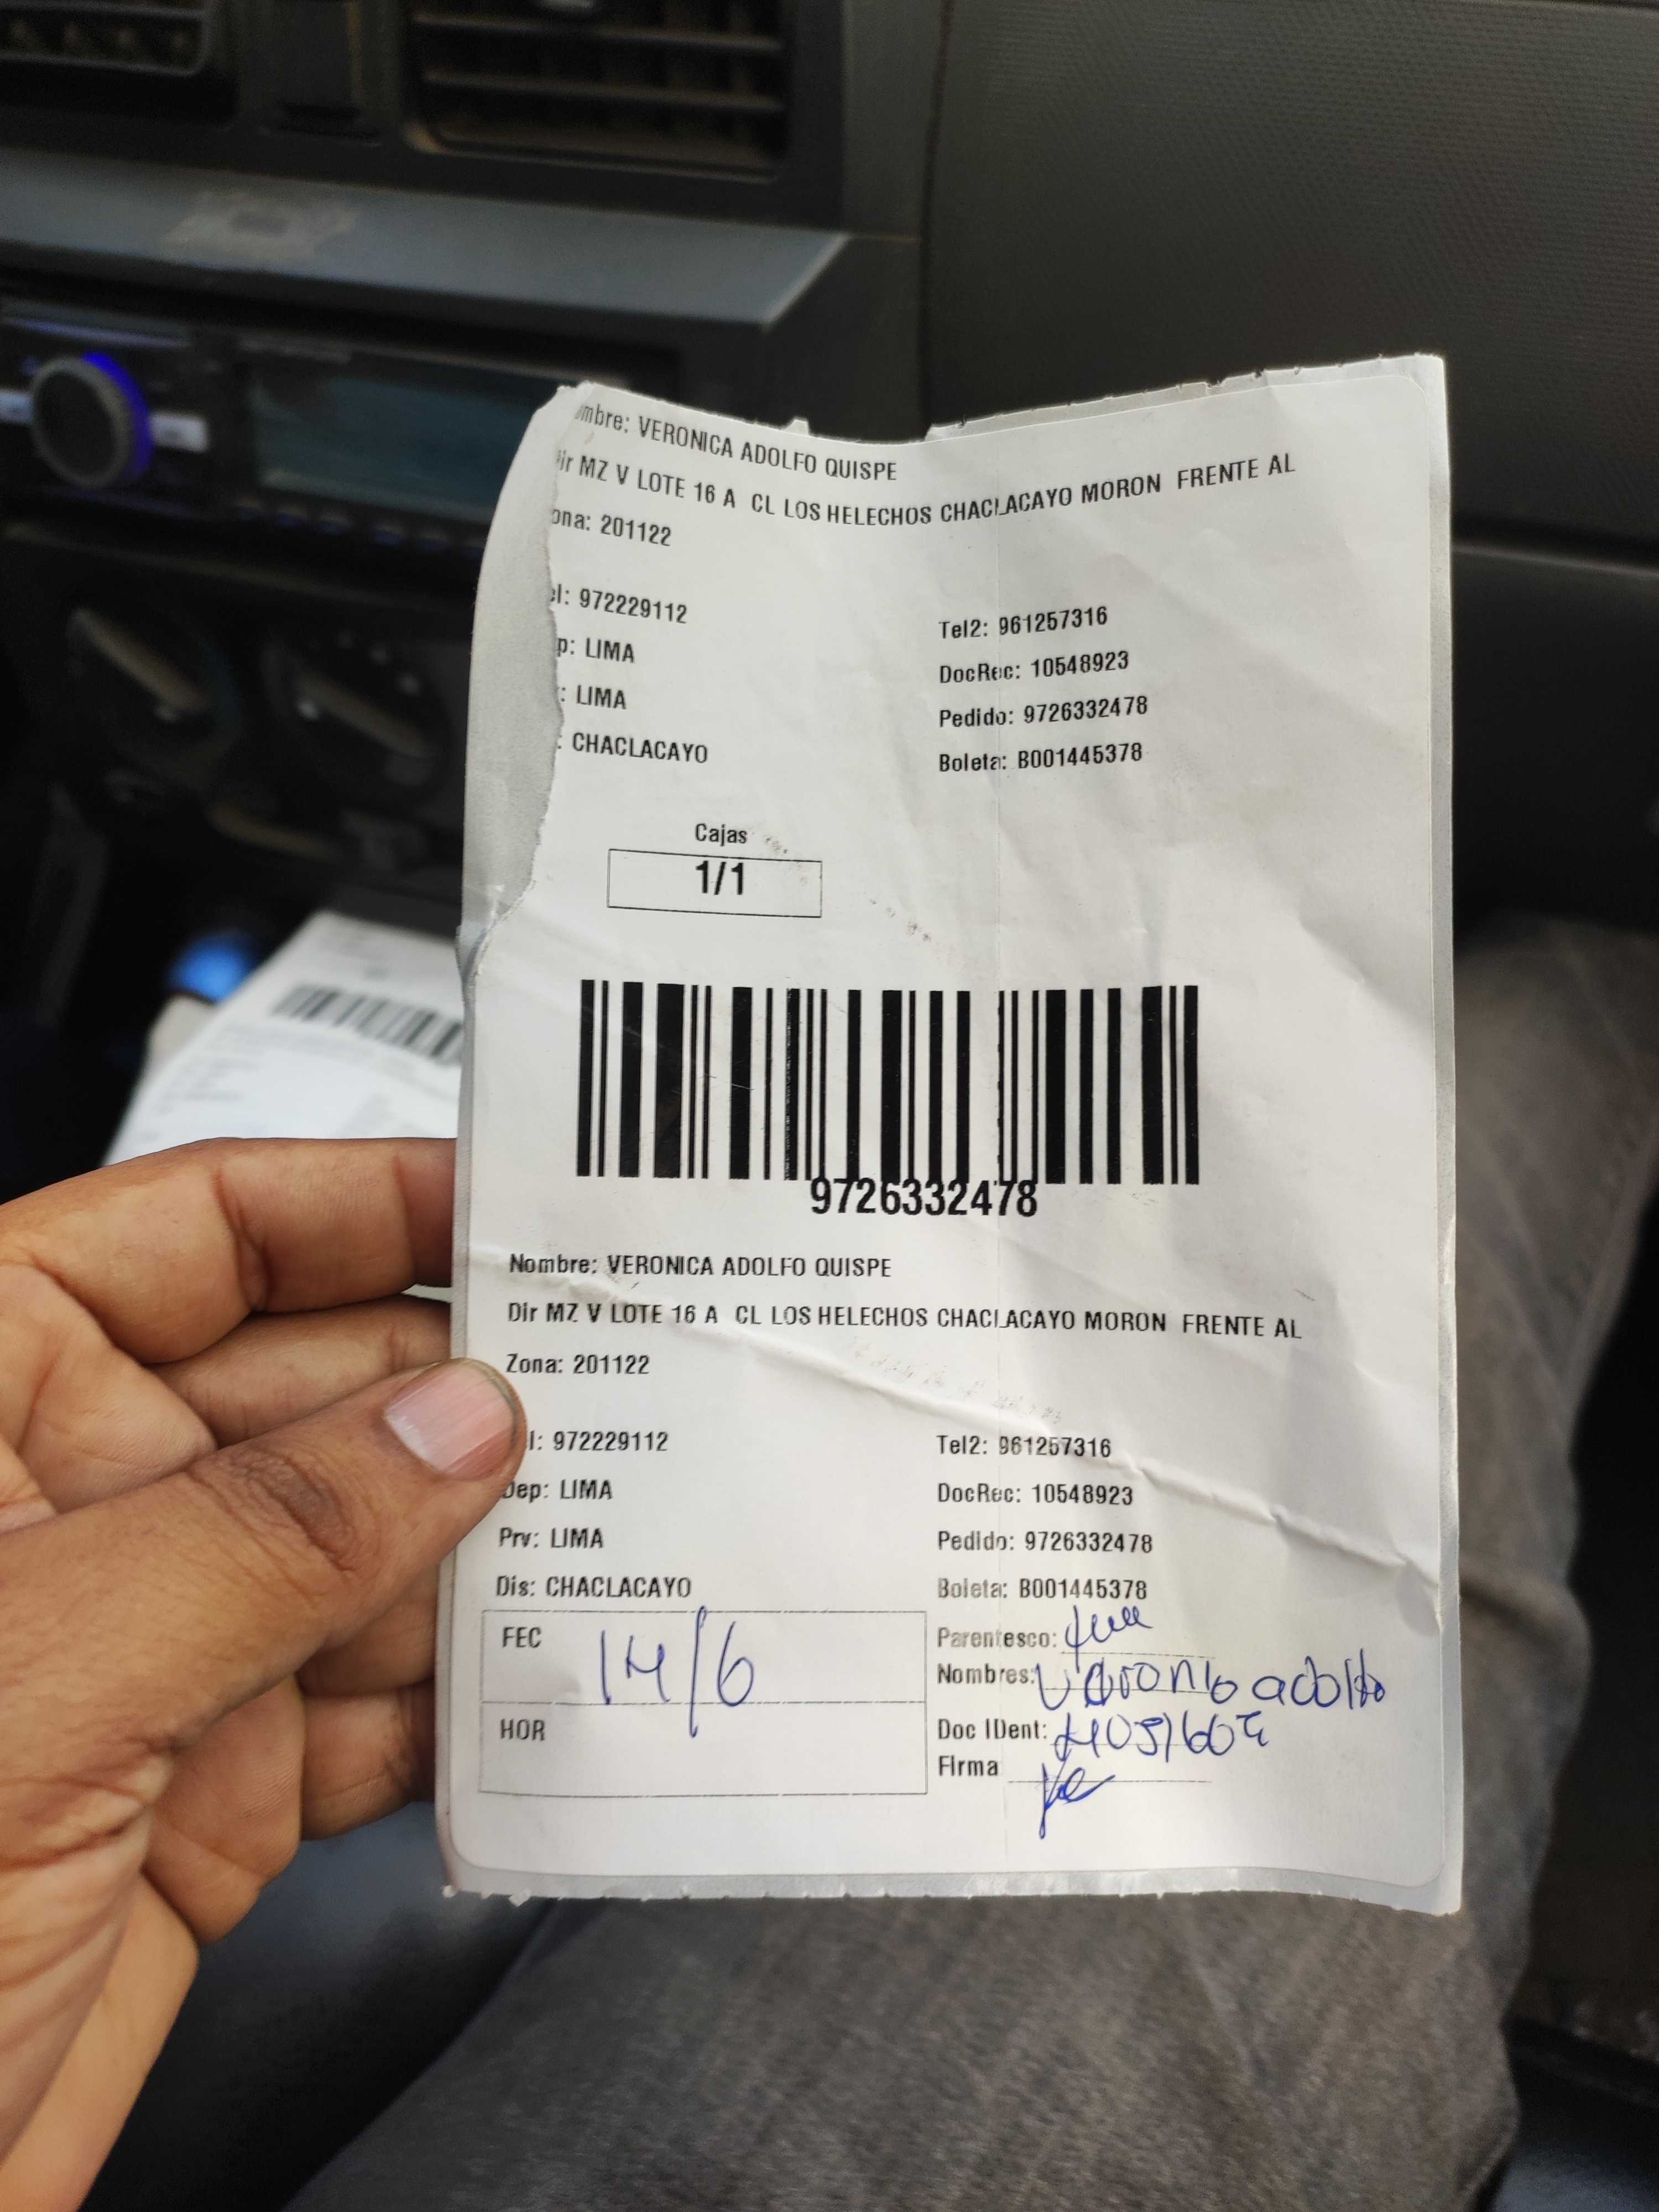 mbre: VERONICA ADOLFO QUISPE
ir MZ V LOTE 16 A CL LOS HELECHOS CHACLACAYO MORON FRENTE AL
ona: 201122
el: 972229112 Tel2: 961257316
p: LIMA DocRec: 10548923
: LIMA Pedido: 9726332478
: CHACLACAYO Boleta: B001445378
Cajas
1/1
9726332478
Nombre: VERONICA ADOLFO QUISPE
Dir MZ V LOTE 16 A CL LOS HELECHOS CHACLACAYO MORON FRENTE AL
Zona: 201122
l: 972229112 Tel2: 961257316
Dep: LIMA DocRec: 10548923
Prv: LIMA Pedido: 9726332478
Dis: CHACLACAYO Boleta: B001445378
FEC 14/6 Parentesco:
Nombres: Veronica adolfo
HOR Doc IDent:
Firma